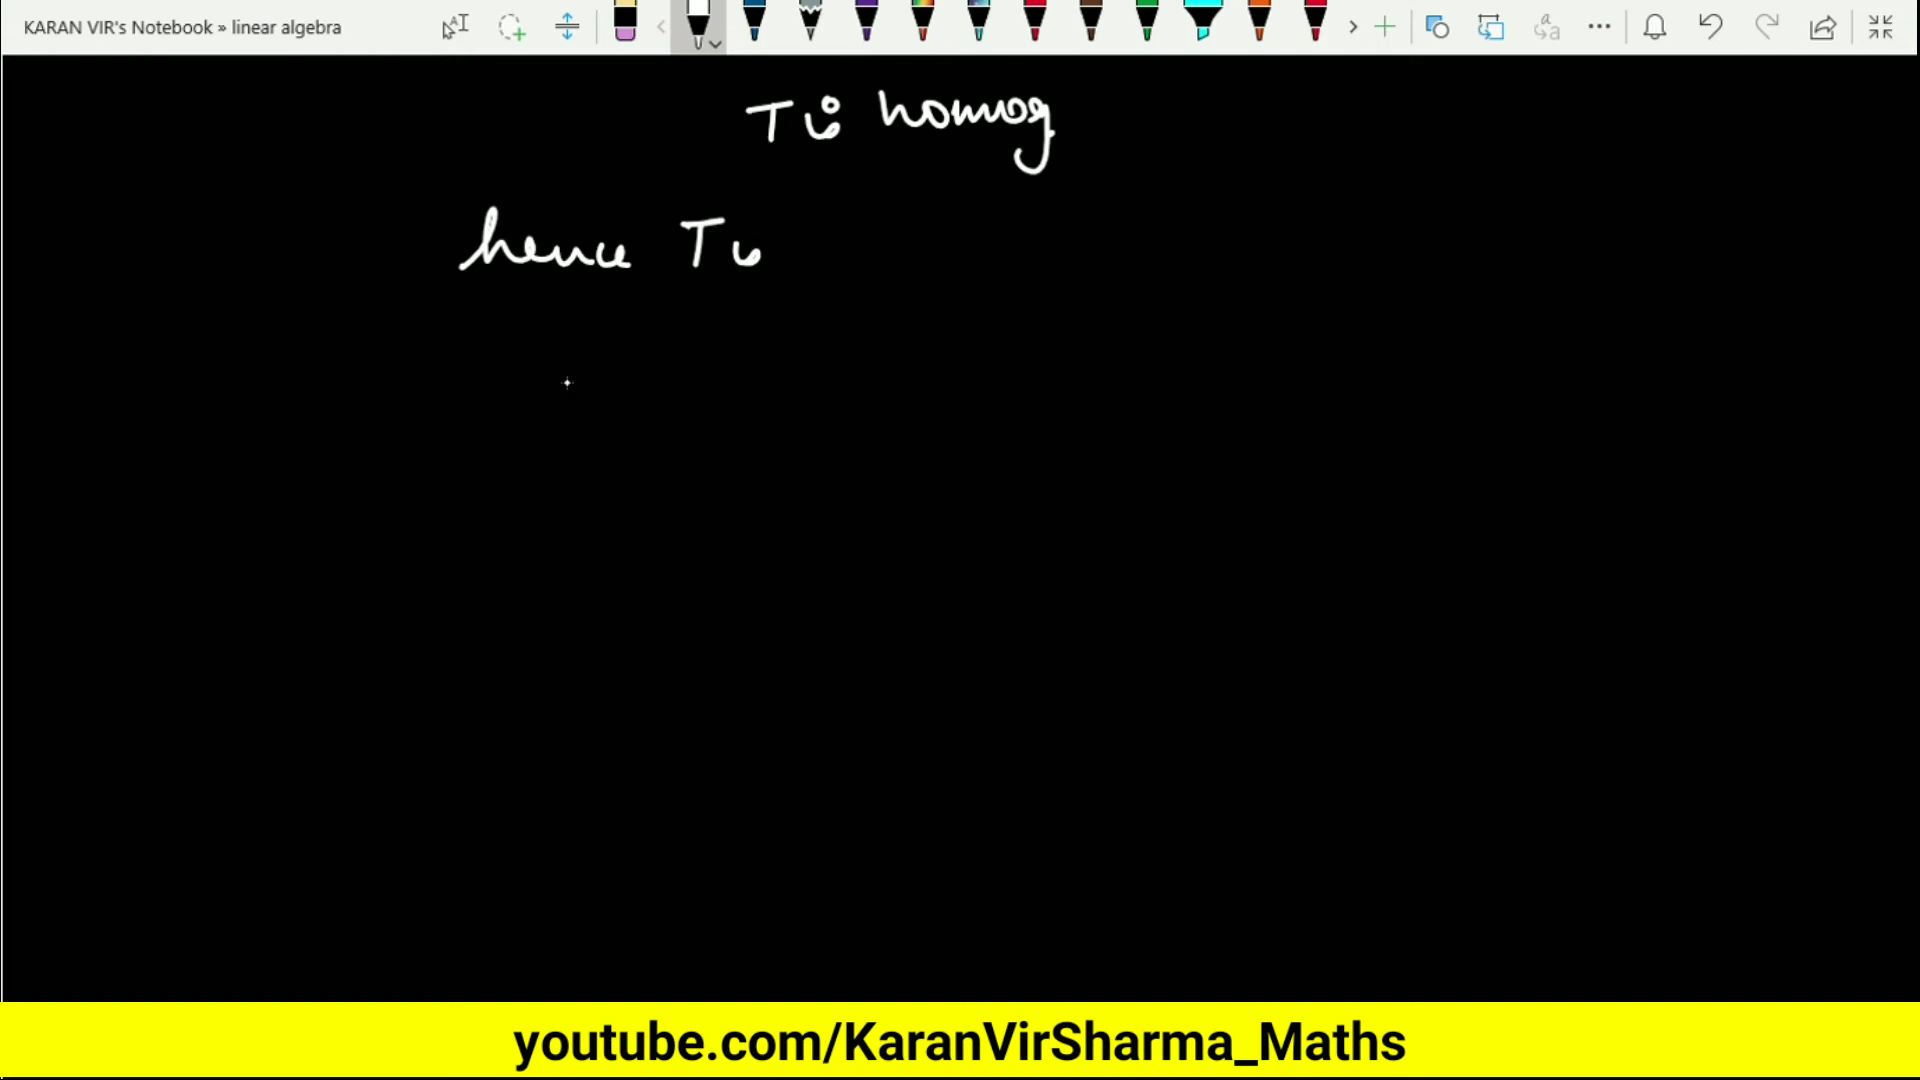 KARAN VIR's Notebook » linear algebra
T is homog
hence T is
youtube.com/KaranVirSharma_Maths